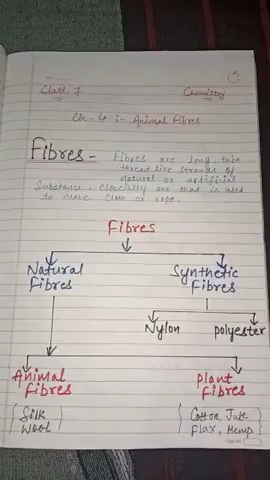 Class-7 Chemistry
Ch-4 :- Animal Fibres
Fibres - Fibres are long, thin
thread like strands of
natural or artificial
Substance, especially one that is used
to make cloth or rope.
Fibres
Natural Fibres
Synthetic Fibres
Nylon polyester
Animal Fibres
Plant Fibres
(Silk
Wool)
(Cotton, Jute
flax, Hemp)